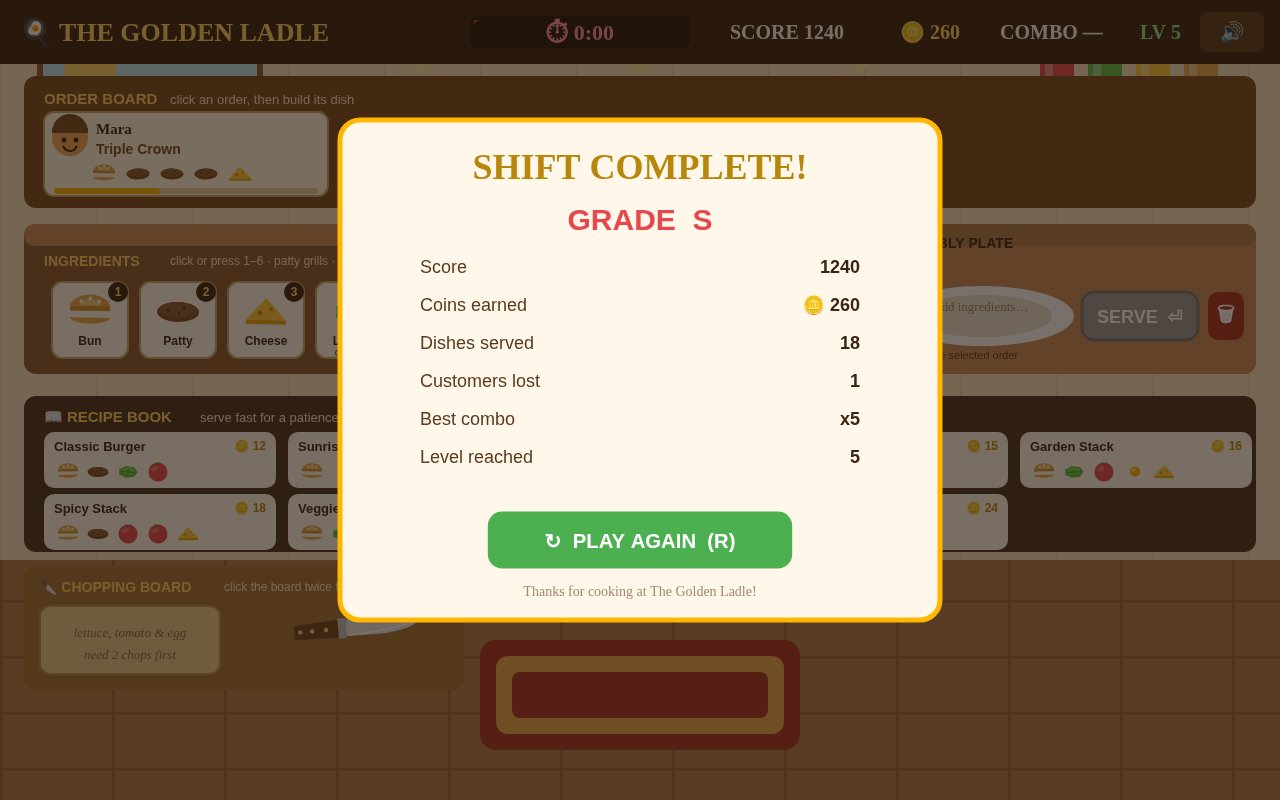 THE GOLDEN LADLE
0:00
SCORE 1240
260
COMBO —
LV 5
ORDER BOARD click an order, then build its dish
Mara
Triple Crown
SHIFT COMPLETE!
GRADE S
Score 1240
Coins earned 260
Dishes served 18
Customers lost 1
Best combo x5
Level reached 5
↻ PLAY AGAIN (R)
Thanks for cooking at The Golden Ladle!
INGREDIENTS click or press 1–6 · patty grills ·
1
Bun
2
Patty
3
Cheese
PLATE
ingredients…
SERVE ⏎
selected order
RECIPE BOOK serve fast for a patience
Classic Burger 12
15
Garden Stack 16
Spicy Stack 18
24
CHOPPING BOARD click the board twice
lettuce, tomato & egg
need 2 chops first